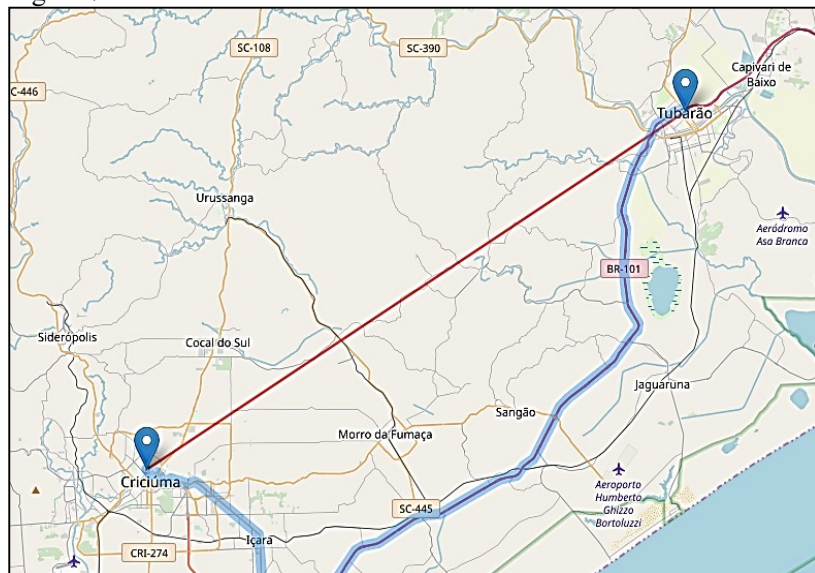 SC-108
SC-390
C-446
Capivari de
Baixo
Tubarão
Urussanga
Aeródromo
Asa Branca
BR-101
Siderópolis
Cocal do Sul
Jaguaruna
Sangão
Morro da Fumaça
Criciúma
Aeroporto
Humberto
Ghizzo
Bortoluzzi
SC-445
Içara
CRI-274